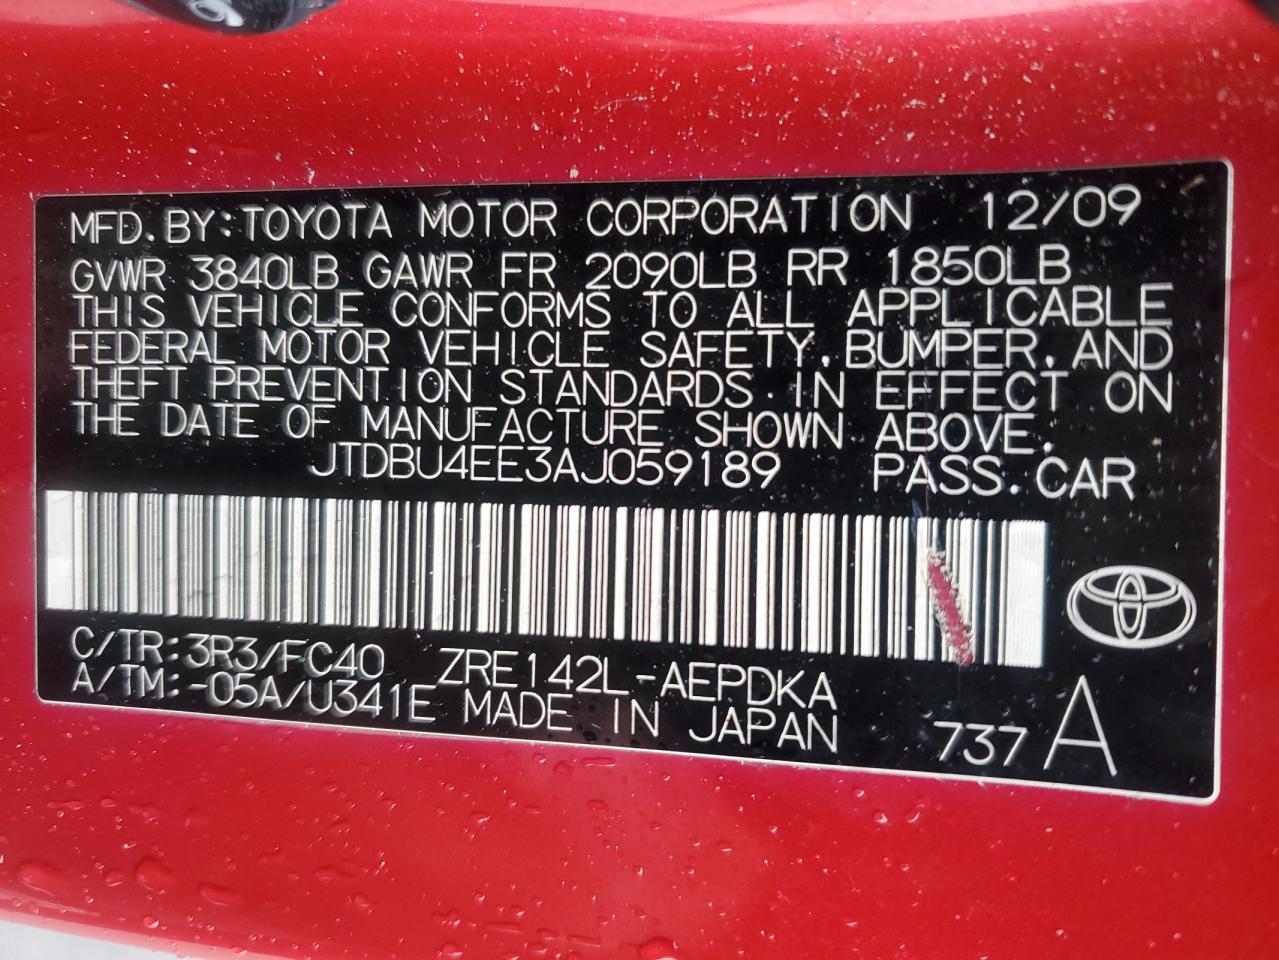 MFD. BY: TOYOTA MOTOR CORPORATION 12/09
GVWR 3840LB GAWR FR 2090LB RR 1850LB
THIS VEHICLE CONFORMS TO ALL APPLICABLE
FEDERAL MOTOR VEHICLE SAFETY, BUMPER, AND
THEFT PREVENTION STANDARDS IN EFFECT ON
THE DATE OF MANUFACTURE SHOWN ABOVE.
JTDBU4EE3AJ059189 PASS. CAR
C/TR: 3R3/FC40 ZRE142L-AEPDKA
A/TM: -05A/U341E MADE IN JAPAN 737 A